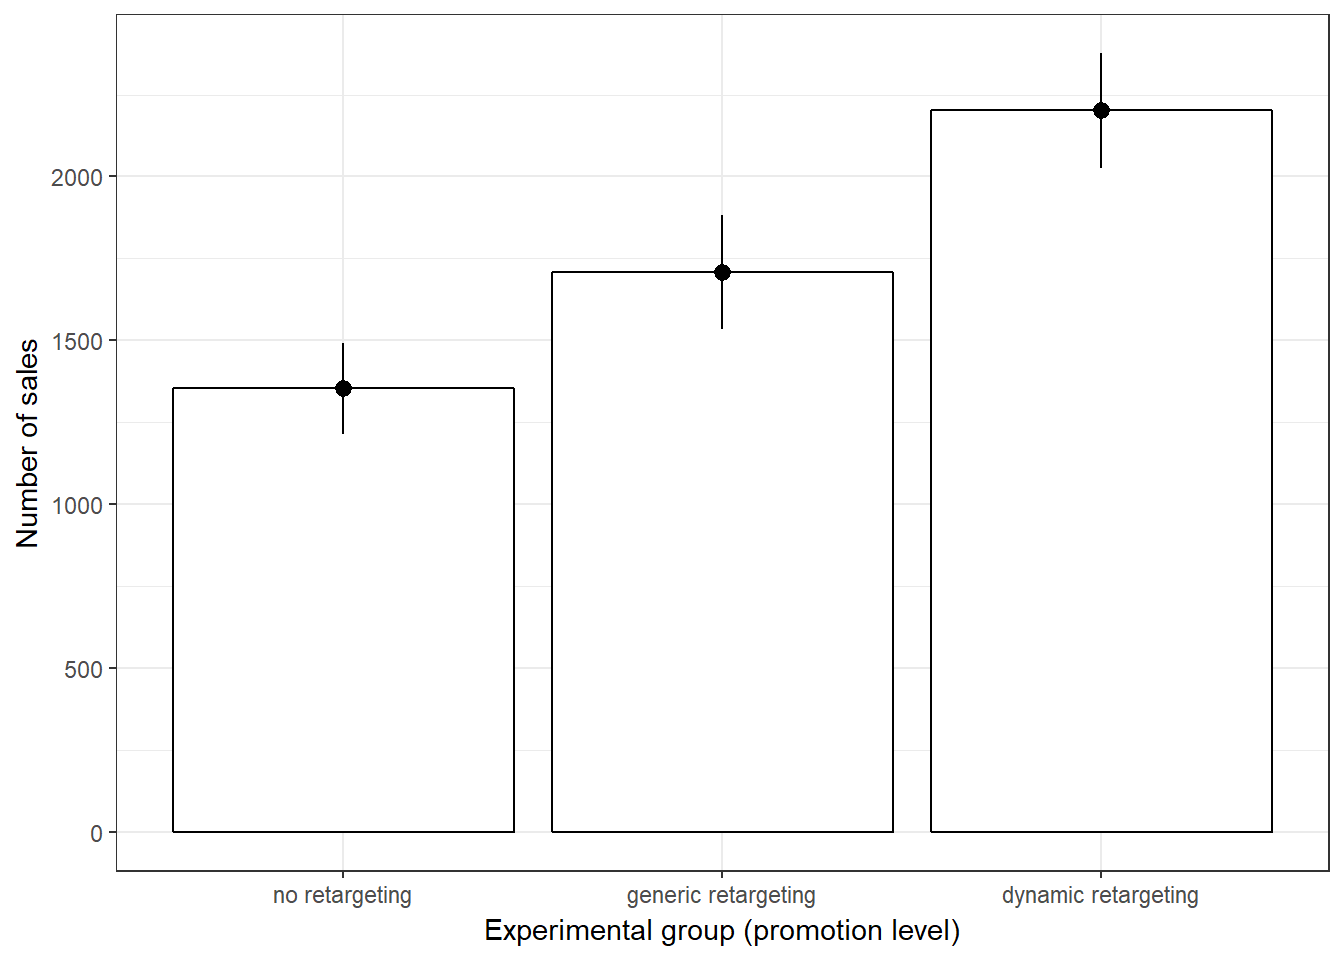 Number of sales
2000
1500
1000
500
0
no retargeting
generic retargeting
dynamic retargeting
Experimental group (promotion level)